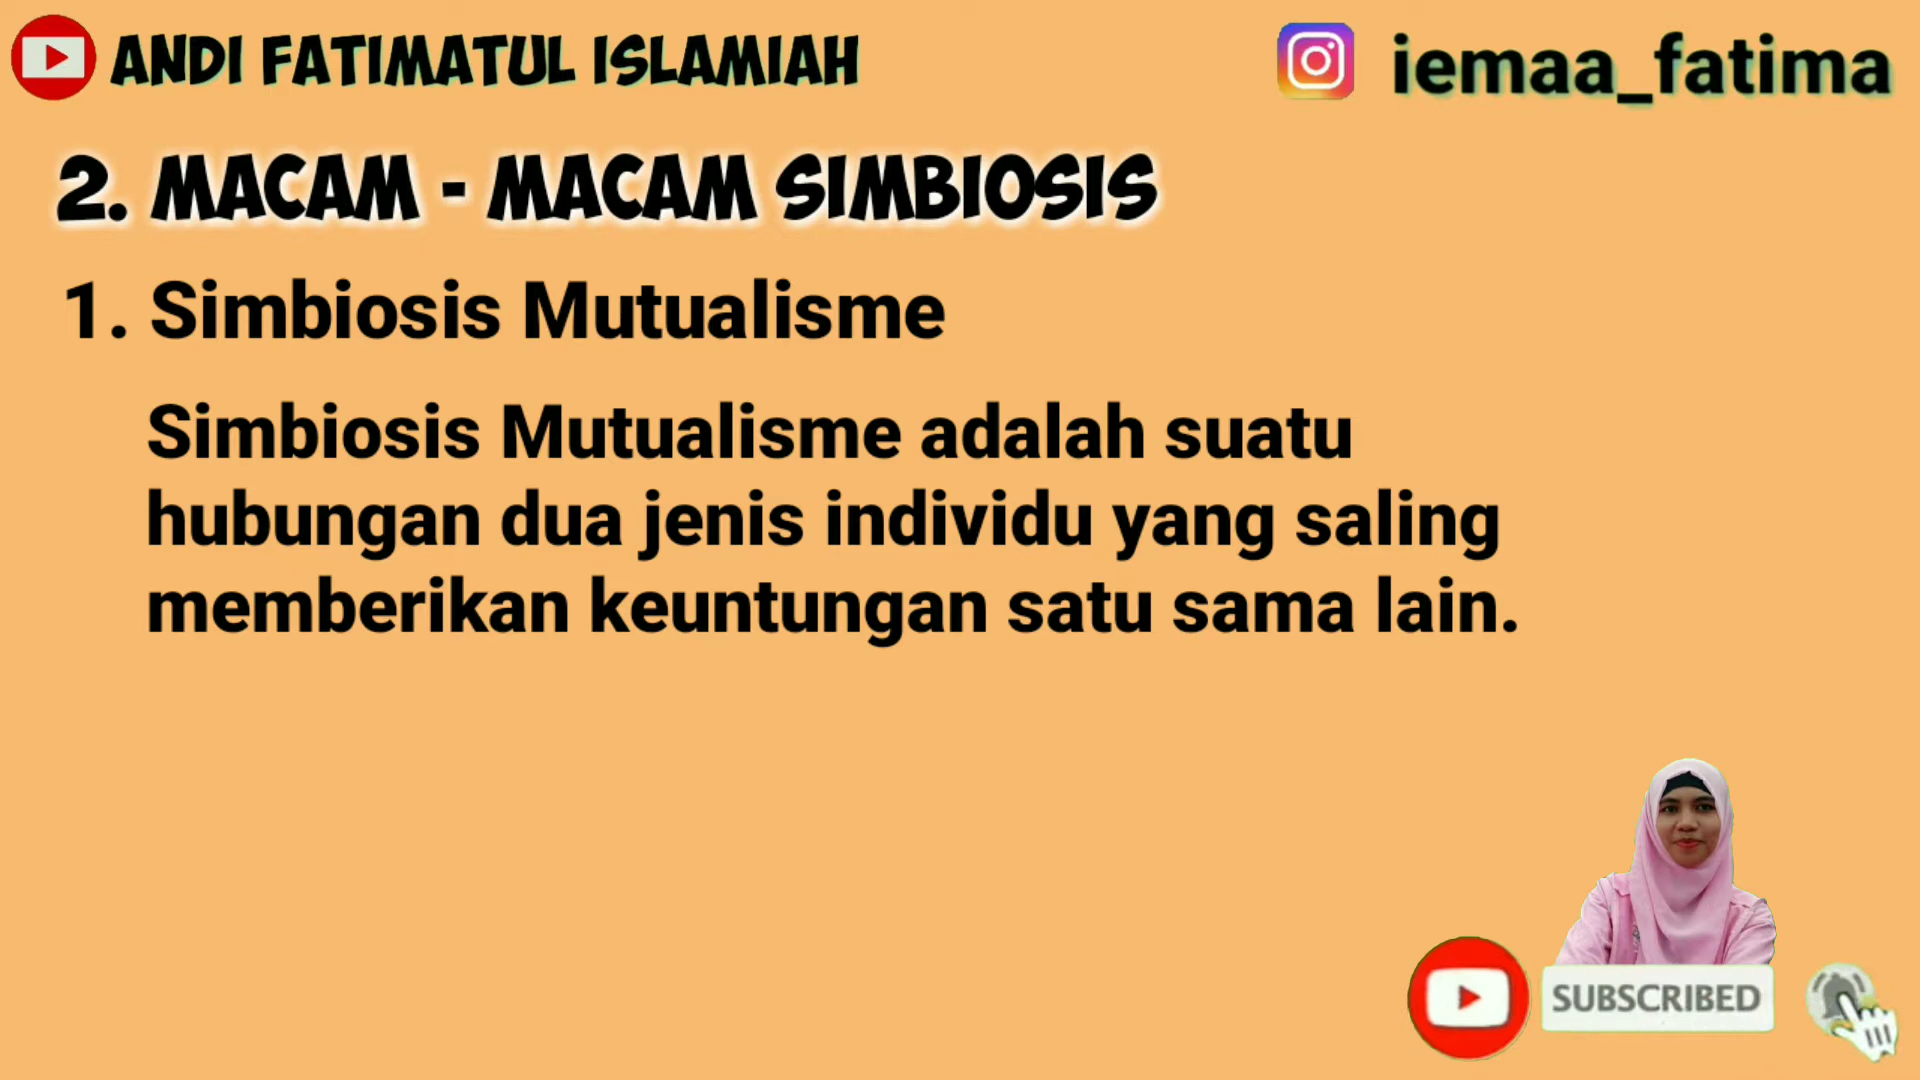 ANDI FATIMATUL ISLAMIAH
iemaa_fatima
2. MACAM - MACAM SIMBIOSIS
1. Simbiosis Mutualisme
Simbiosis Mutualisme adalah suatu
hubungan dua jenis individu yang saling
memberikan keuntungan satu sama lain.
SUBSCRIBED